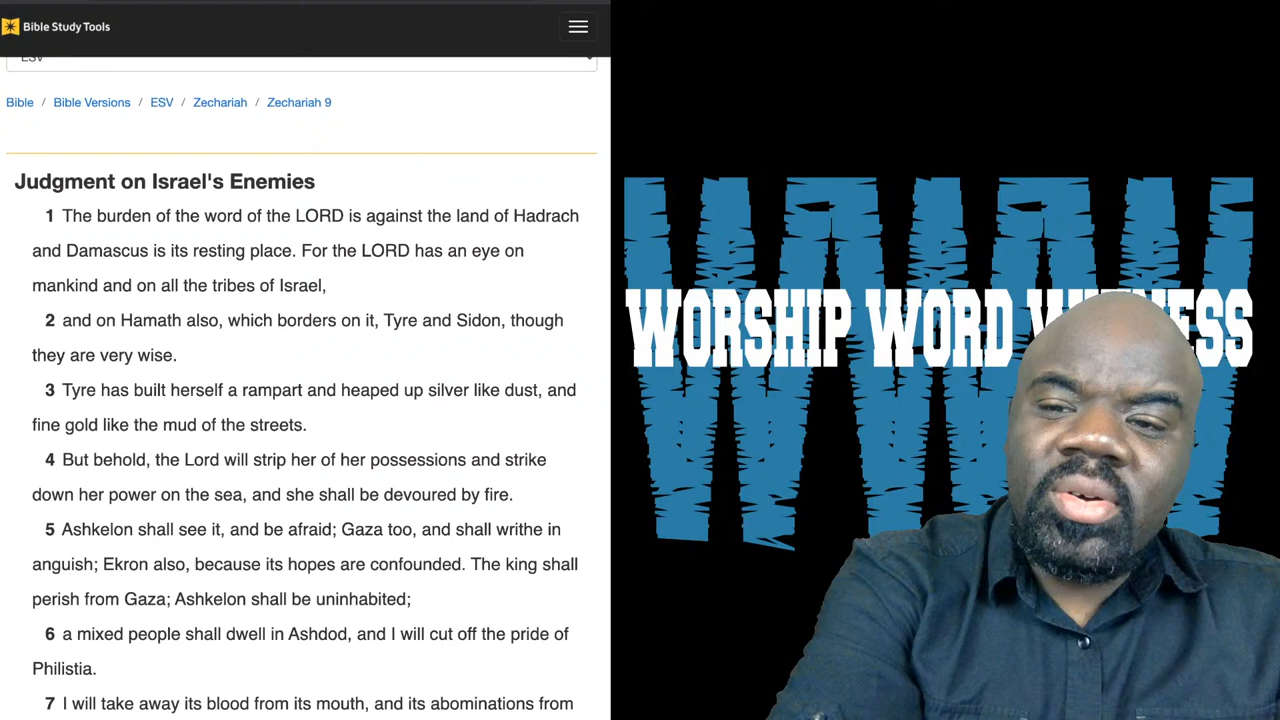 Bible Study Tools
ESV
Bible / Bible Versions / ESV / Zechariah / Zechariah 9
Judgment on Israel's Enemies
1 The burden of the word of the LORD is against the land of Hadrach
and Damascus is its resting place. For the LORD has an eye on
mankind and on all the tribes of Israel,
2 and on Hamath also, which borders on it, Tyre and Sidon, though
they are very wise.
3 Tyre has built herself a rampart and heaped up silver like dust, and
fine gold like the mud of the streets.
4 But behold, the Lord will strip her of her possessions and strike
down her power on the sea, and she shall be devoured by fire.
5 Ashkelon shall see it, and be afraid; Gaza too, and shall writhe in
anguish; Ekron also, because its hopes are confounded. The king shall
perish from Gaza; Ashkelon shall be uninhabited;
6 a mixed people shall dwell in Ashdod, and I will cut off the pride of
Philistia.
7 I will take away its blood from its mouth, and its abominations from
WWW
WORSHIP WORD WITNESS